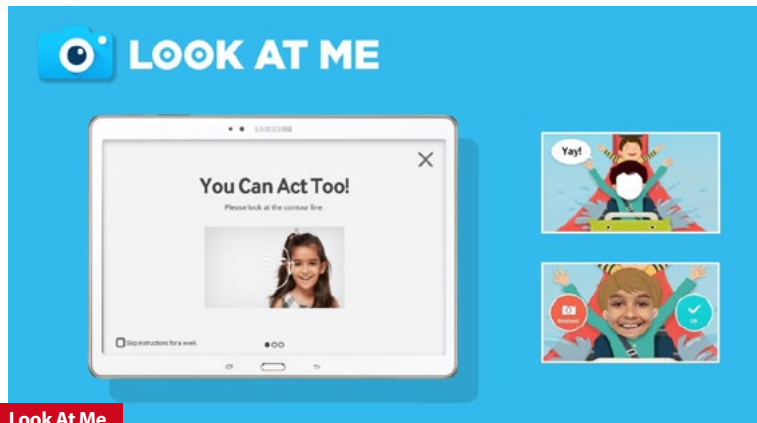 LOOK AT ME
SAMSUNG
You Can Act Too!
Please look at the contour line.
Skip instructions for a week.
Yay!
OK
Look At Me